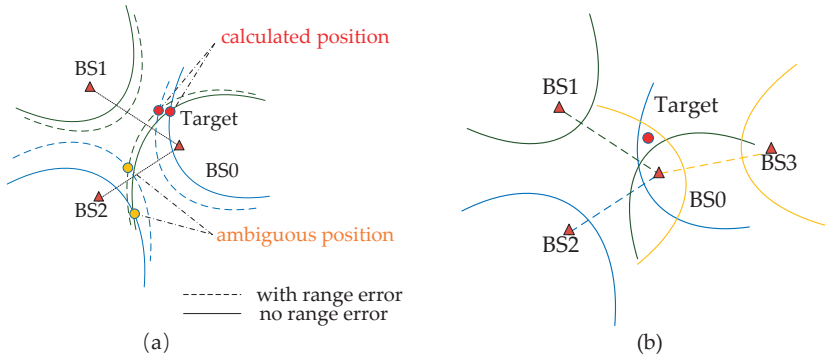 calculated position
BS1
Target
BS0
BS2
ambiguous position
with range error
no range error
(a)
BS1
Target
BS3
BS0
BS2
(b)